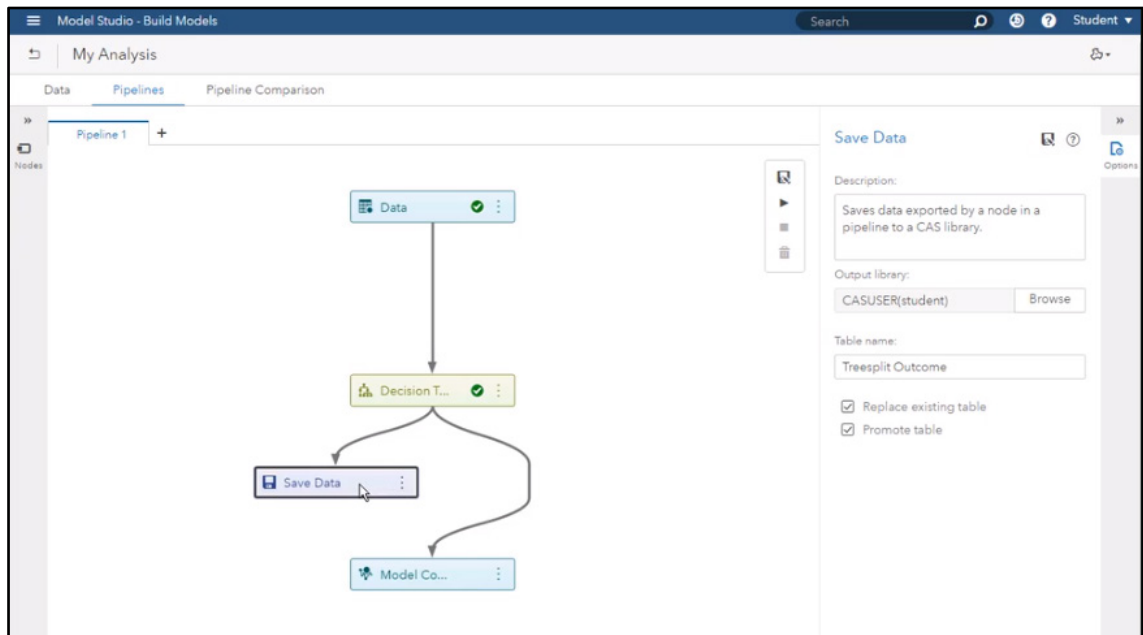 Model Studio - Build Models
Search
Student
My Analysis
Data
Pipelines
Pipeline Comparison
Nodes
Pipeline 1
+
Data
Decision T...
Save Data
Model Co...
Save Data
Options
Description:
Saves data exported by a node in a
pipeline to a CAS library.
Output library:
CASUSER(student)
Browse
Table name:
Treesplit Outcome
Replace existing table
Promote table